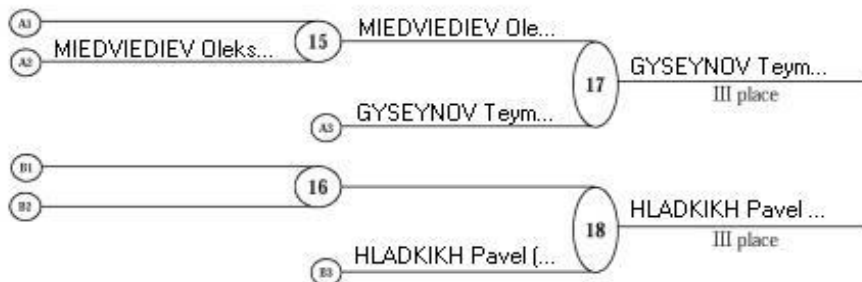 A1
MIEDVIEDIEV Oleks...
A2
15
MIEDVIEDIEV Ole...
GYSEYNOV Teym...
A3
17
GYSEYNOV Teym...
III place
B1
B2
16
HLADKIKH Pavel (...
B3
18
HLADKIKH Pavel ...
III place